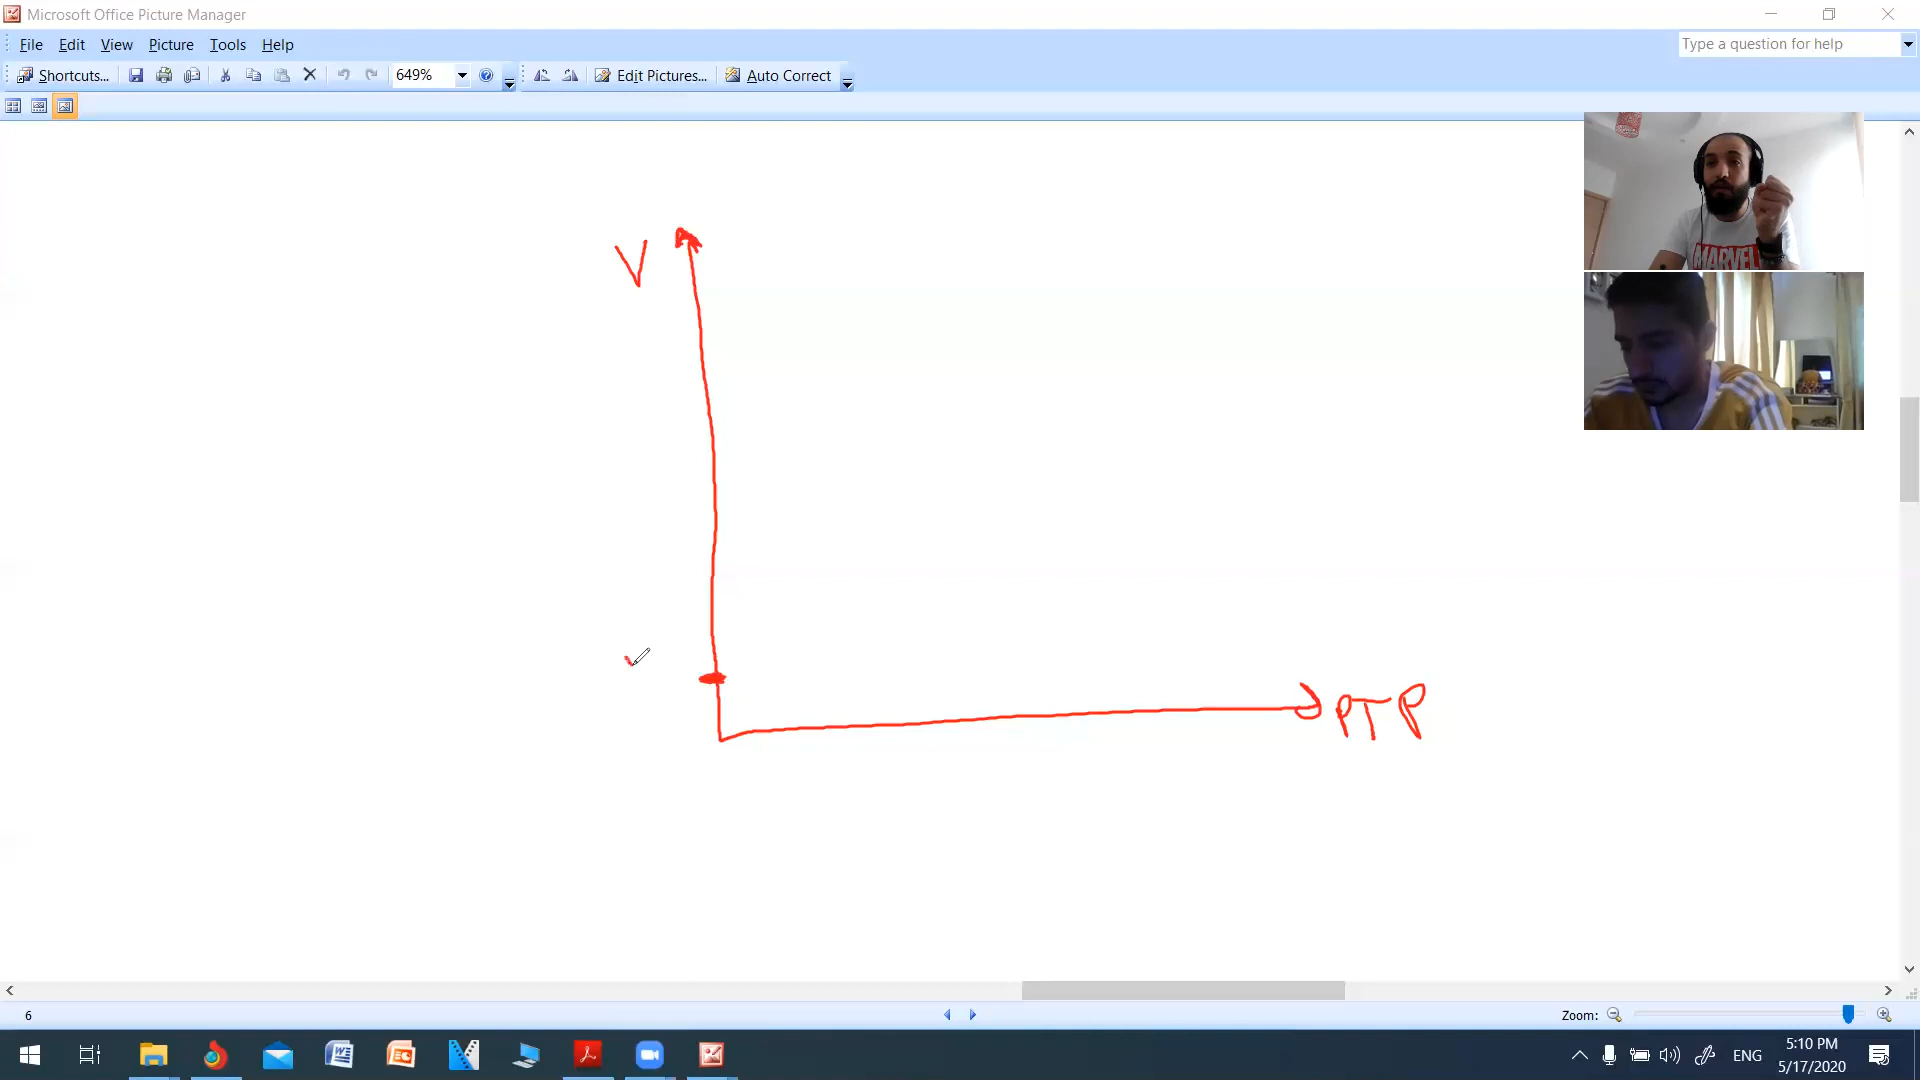 Microsoft Office Picture Manager
File Edit View Picture Tools Help
Type a question for help
Shortcuts... 649% Edit Pictures... Auto Correct
MARVEL
V
PTP
6
Zoom:
ENG
5:10 PM
5/17/2020